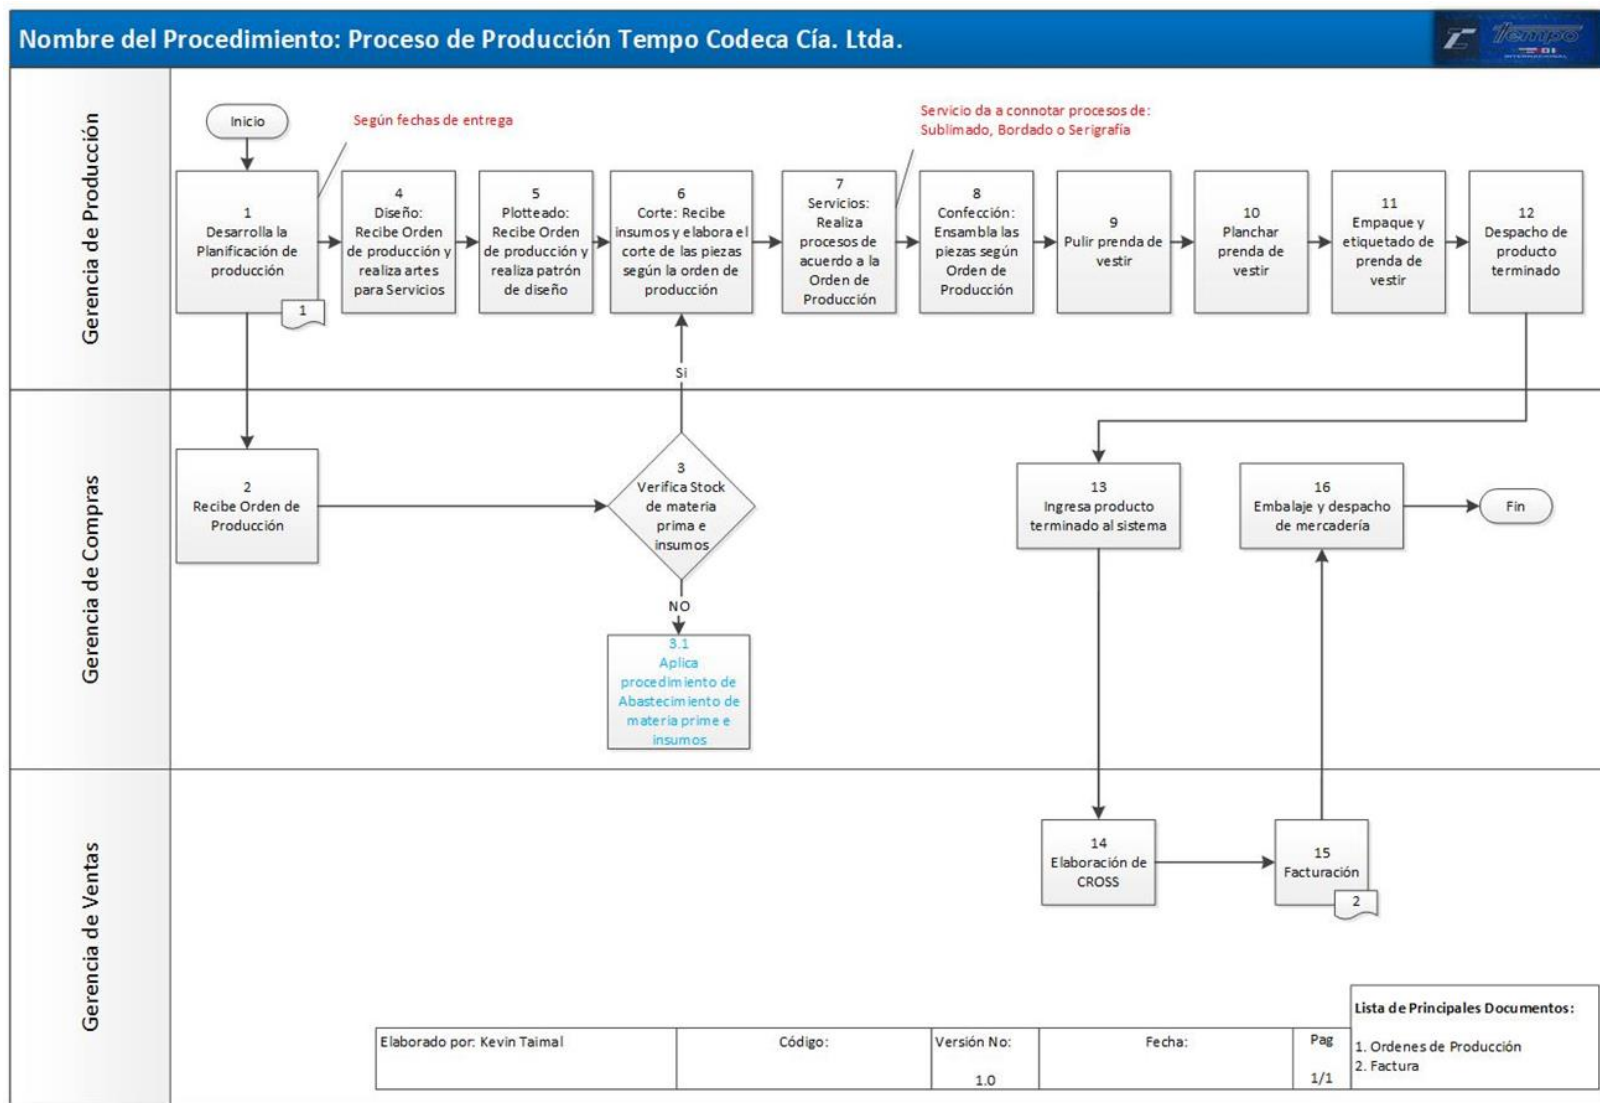 Nombre del Procedimiento: Proceso de Producción Tempo Codeca Cía. Ltda.
Tempo
INTERNACIONAL
Gerencia de Producción
Inicio
Según fechas de entrega
Servicio da a connotar procesos de:
Sublimado, Bordado o Serigrafía
1
Desarrolla la
Planificación de
producción
1
4
Diseño:
Recibe Orden
de producción y
realiza artes
para Servicios
5
Plotteado:
Recibe Orden
de producción y
realiza patrón
de diseño
6
Corte: Recibe
insumos y elabora el
corte de las piezas
según la orden de
producción
7
Servicios:
Realiza
procesos de
acuerdo a la
Orden de
Producción
8
Confección:
Ensambla las
piezas según
Orden de
Producción
9
Pulir prenda de
vestir
10
Planchar
prenda de
vestir
11
Empaque y
etiquetado de
prenda de
vestir
12
Despacho de
producto
terminado
Si
Gerencia de Compras
2
Recibe Orden de
Producción
3
Verifica Stock
de materia
prima e
insumos
NO
3.1
Aplica
procedimiento de
Abastecimiento de
materia prime e
insumos
13
Ingresa producto
terminado al sistema
16
Embalaje y despacho
de mercadería
Fin
Gerencia de Ventas
14
Elaboración de
CROSS
15
Facturación
2
Elaborado por: Kevin Taimal
Código:
Versión No:
1.0
Fecha:
Pag
1/1
Lista de Principales Documentos:
1. Ordenes de Producción
2. Factura